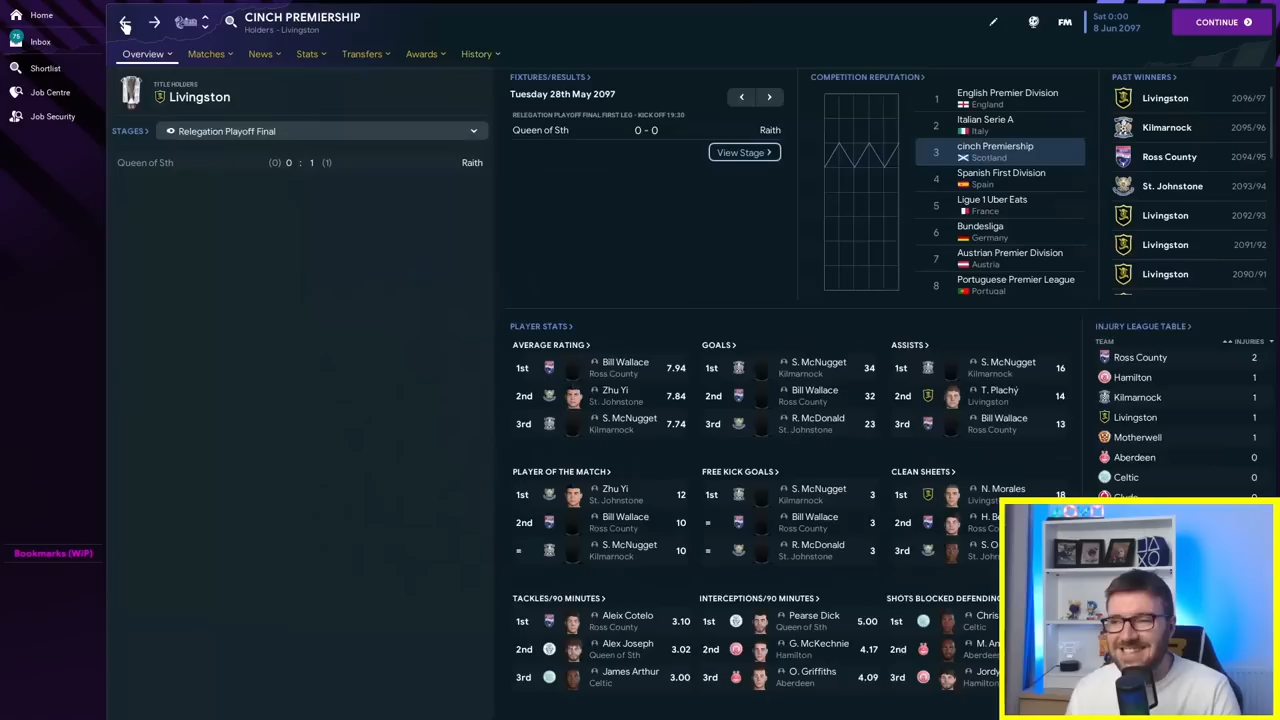 Home
75
Inbox
Shortlist
Job Centre
Job Security
Bookmarks (WiP)
CINCH PREMIERSHIP
Holders - Livingston
FM
Sat 0:00
8 Jun 2097
CONTINUE
Overview
Matches
News
Stats
Transfers
Awards
History
TITLE HOLDERS
Livingston
STAGES
Relegation Playoff Final
Queen of Sth (0) 0 : 1 (1) Raith
FIXTURES/RESULTS
Tuesday 28th May 2097
RELEGATION PLAYOFF FINAL FIRST LEG - KICK OFF 19:30
Queen of Sth 0 - 0 Raith
View Stage
COMPETITION REPUTATION
1 English Premier Division
England
2 Italian Serie A
Italy
3 cinch Premiership
Scotland
4 Spanish First Division
Spain
5 Ligue 1 Uber Eats
France
6 Bundesliga
Germany
7 Austrian Premier Division
Austria
8 Portuguese Premier League
Portugal
PAST WINNERS
Livingston 2096/97
Kilmarnock 2095/96
Ross County 2094/95
St. Johnstone 2093/94
Livingston 2092/93
Livingston 2091/92
Livingston 2090/91
PLAYER STATS
AVERAGE RATING
1st Bill Wallace 7.94
Ross County
2nd Zhu Yi 7.84
St. Johnstone
3rd S. McNugget 7.74
Kilmarnock
GOALS
1st S. McNugget 34
Kilmarnock
2nd Bill Wallace 32
Ross County
3rd R. McDonald 23
St. Johnstone
ASSISTS
1st S. McNugget 16
Kilmarnock
2nd T. Plachý 14
Livingston
3rd Bill Wallace 13
Ross County
PLAYER OF THE MATCH
1st Zhu Yi 12
St. Johnstone
2nd Bill Wallace 10
Ross County
= S. McNugget 10
Kilmarnock
FREE KICK GOALS
1st S. McNugget 3
Kilmarnock
= Bill Wallace 3
Ross County
= R. McDonald 3
St. Johnstone
CLEAN SHEETS
1st N. Morales 18
Livings
2nd H. B
Ross C
3rd S. O
St. Joh
TACKLES/90 MINUTES
1st Aleix Cotelo 3.10
Ross County
2nd Alex Joseph 3.02
Queen of Sth
3rd James Arthur 3.00
Celtic
INTERCEPTIONS/90 MINUTES
1st Pearse Dick 5.00
Queen of Sth
2nd G. McKechnie 4.17
Hamilton
3rd O. Griffiths 4.09
Aberdeen
SHOTS BLOCKED DEFENDING
1st Chris
Celtic
2nd M. An
Aberdee
3rd Jordy
Hamilton
INJURY LEAGUE TABLE
TEAM INJURIES
Ross County 2
Hamilton 1
Kilmarnock 1
Livingston 1
Motherwell 1
Aberdeen 0
Celtic 0